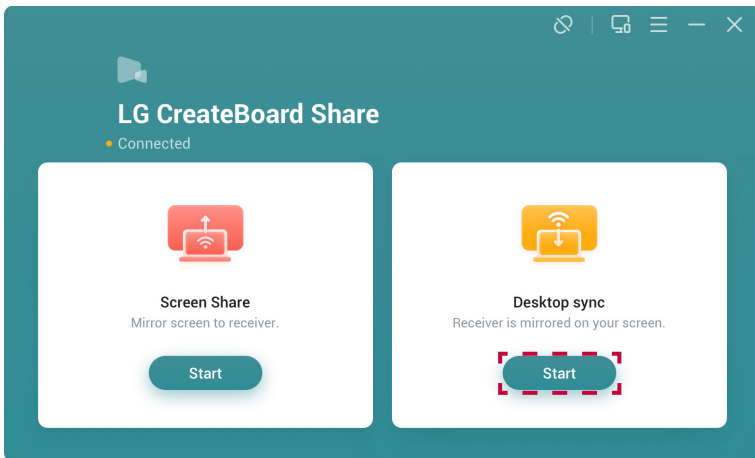 LG CreateBoard Share
Connected
Screen Share
Mirror screen to receiver.
Start
Desktop sync
Receiver is mirrored on your screen.
Start